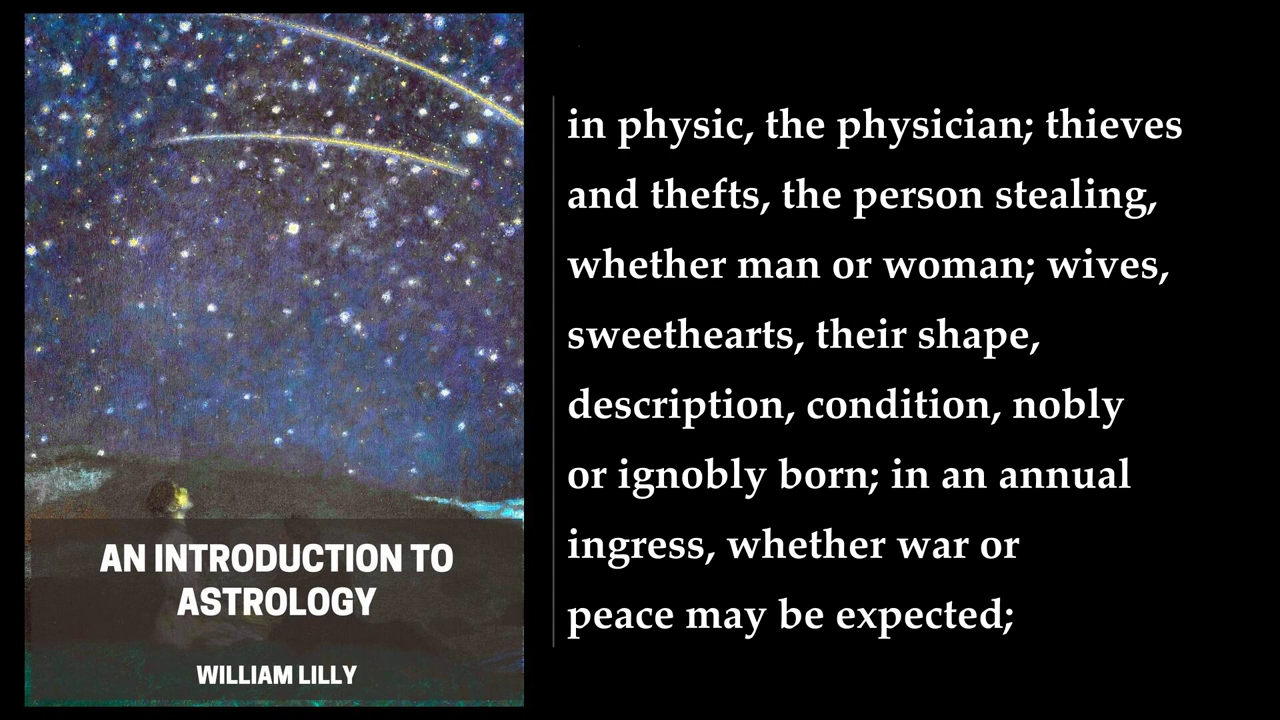 AN INTRODUCTION TO
ASTROLOGY
WILLIAM LILLY
in physic, the physician; thieves
and thefts, the person stealing,
whether man or woman; wives,
sweethearts, their shape,
description, condition, nobly
or ignobly born; in an annual
ingress, whether war or
peace may be expected;